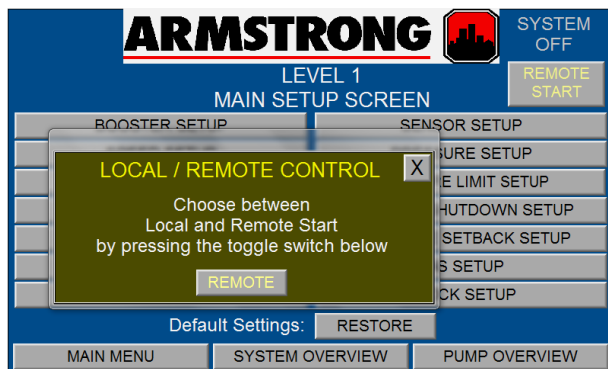 ARMSTRONG
SYSTEM
OFF
LEVEL 1
MAIN SETUP SCREEN
REMOTE
START
BOOSTER SETUP
SENSOR SETUP
SURE SETUP
E LIMIT SETUP
HUTDOWN SETUP
SETBACK SETUP
S SETUP
CK SETUP
LOCAL / REMOTE CONTROL
X
Choose between
Local and Remote Start
by pressing the toggle switch below
REMOTE
Default Settings:
RESTORE
MAIN MENU
SYSTEM OVERVIEW
PUMP OVERVIEW